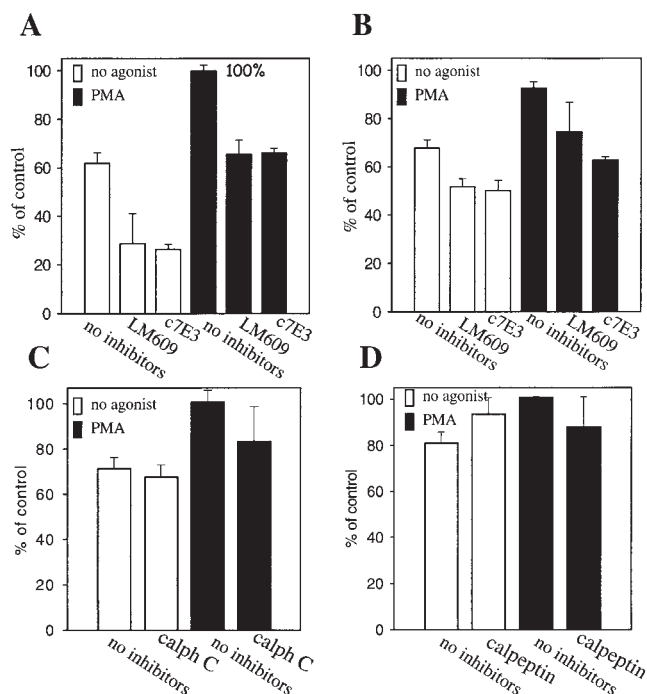 A
no agonist
PMA
100%
% of control
100
80
60
40
20
0
no inhibitors
LM609
c7E3
no inhibitors
LM609
c7E3
B
no agonist
PMA
% of control
100
80
60
40
20
0
no inhibitors
LM609
c7E3
no inhibitors
LM609
c7E3
C
no agonist
PMA
% of control
100
80
60
40
20
0
no inhibitors
calph C
no inhibitors
calph C
D
no agonist
PMA
% of control
100
80
60
40
20
0
no inhibitors
calpeptin
no inhibitors
calpeptin